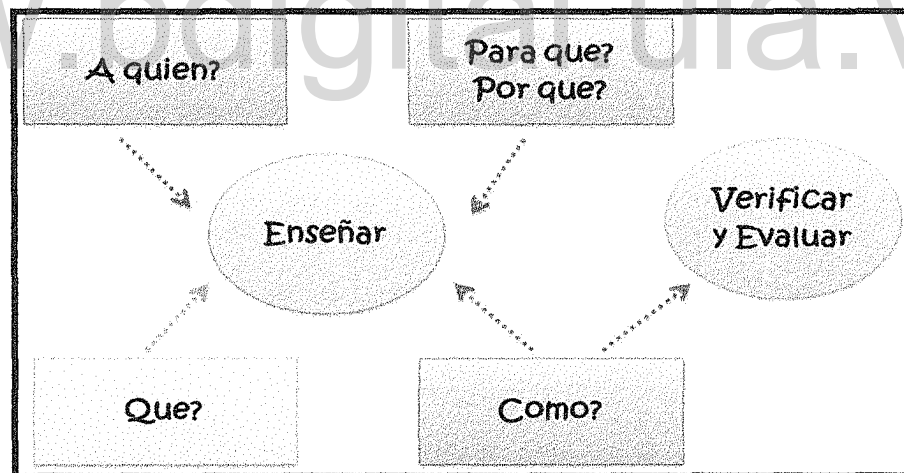 A quien?
Para que?
Por que?
Enseñar
Verificar
y Evaluar
Que?
Como?